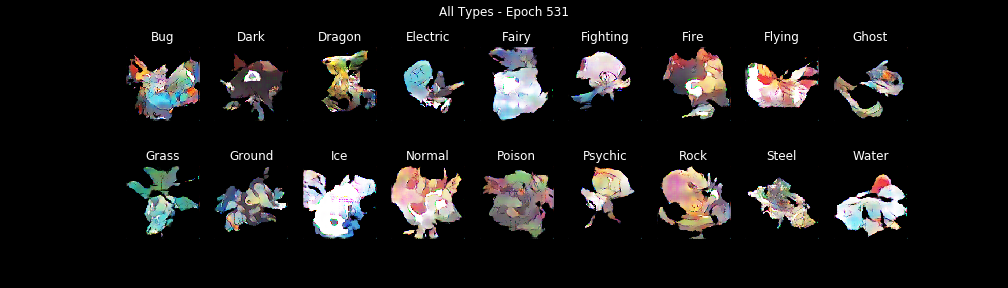 All Types - Epoch 531
Bug Dark Dragon Electric Fairy Fighting Fire Flying Ghost
Grass Ground Ice Normal Poison Psychic Rock Steel Water